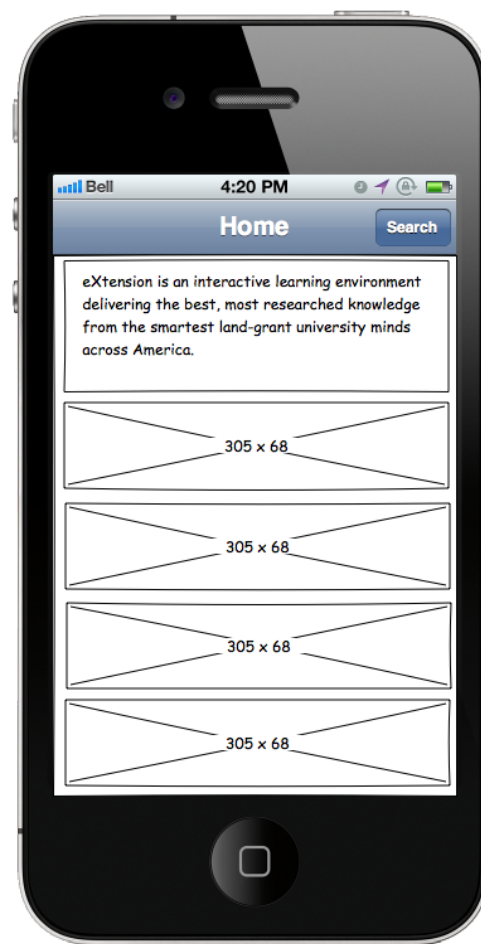 Bell 4:20 PM
Home Search
eXtension is an interactive learning environment
delivering the best, most researched knowledge
from the smartest land-grant university minds
across America.
305 x 68
305 x 68
305 x 68
305 x 68